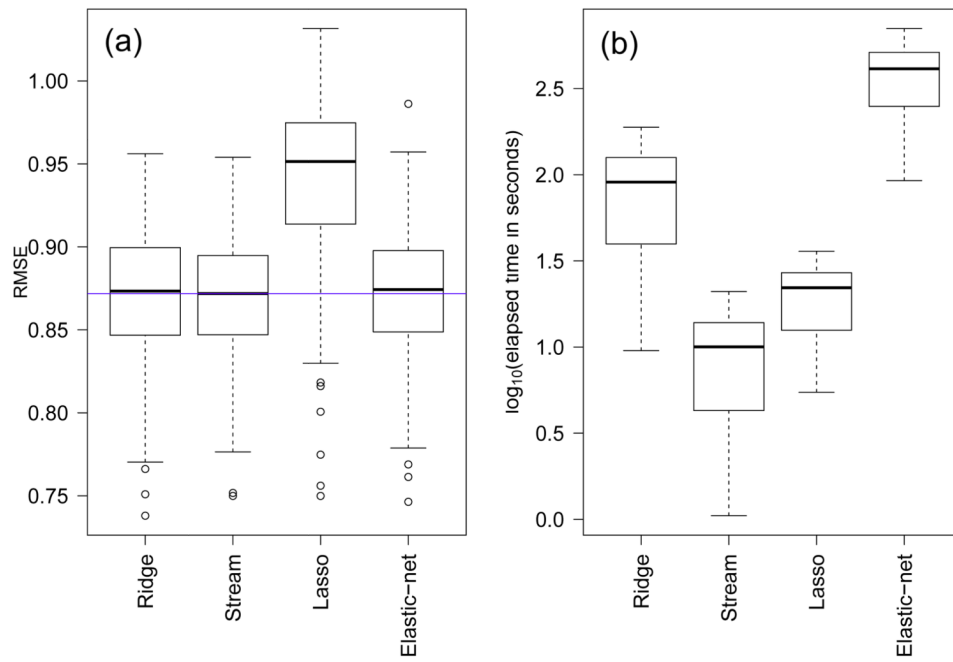 (a)
RMSE
1.00
0.95
0.90
0.85
0.80
0.75
Ridge
Stream
Lasso
Elastic−net
(b)
log10(elapsed time in seconds)
2.5
2.0
1.5
1.0
0.5
0.0
Ridge
Stream
Lasso
Elastic−net